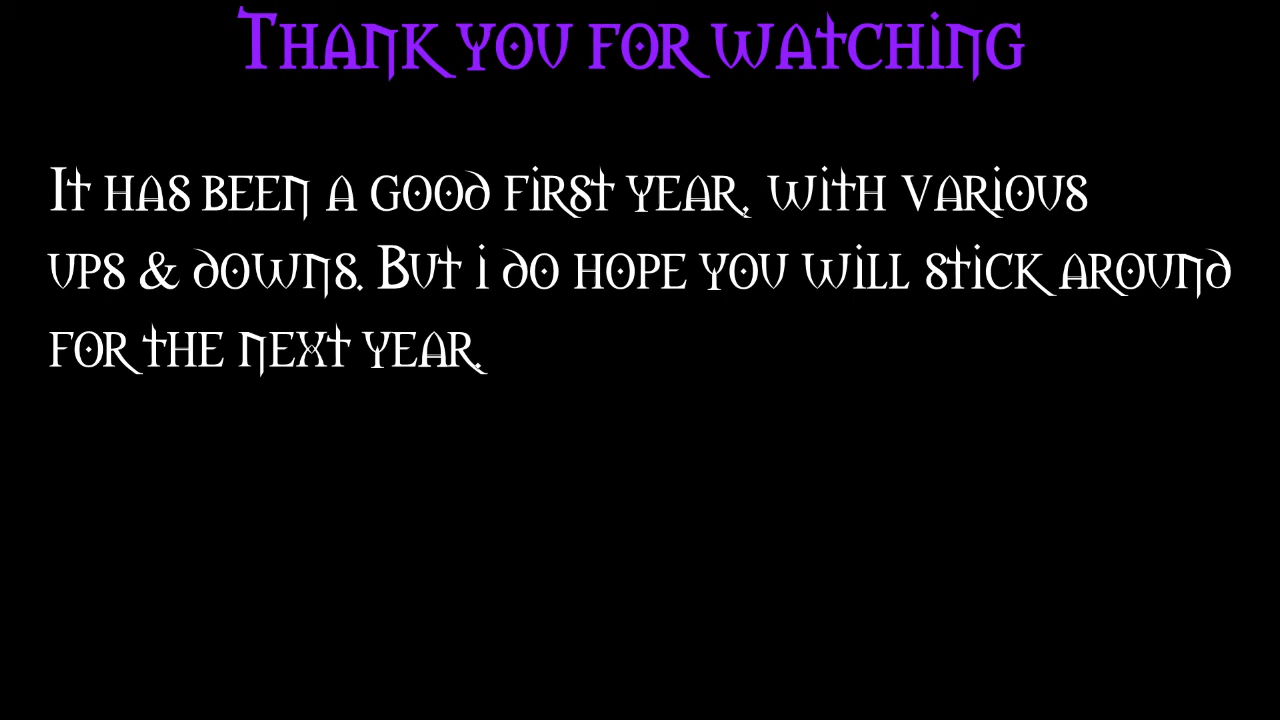 Thank you for watching
It has been a good first year, with various
ups & downs. But i do hope you will stick around
for the next year.